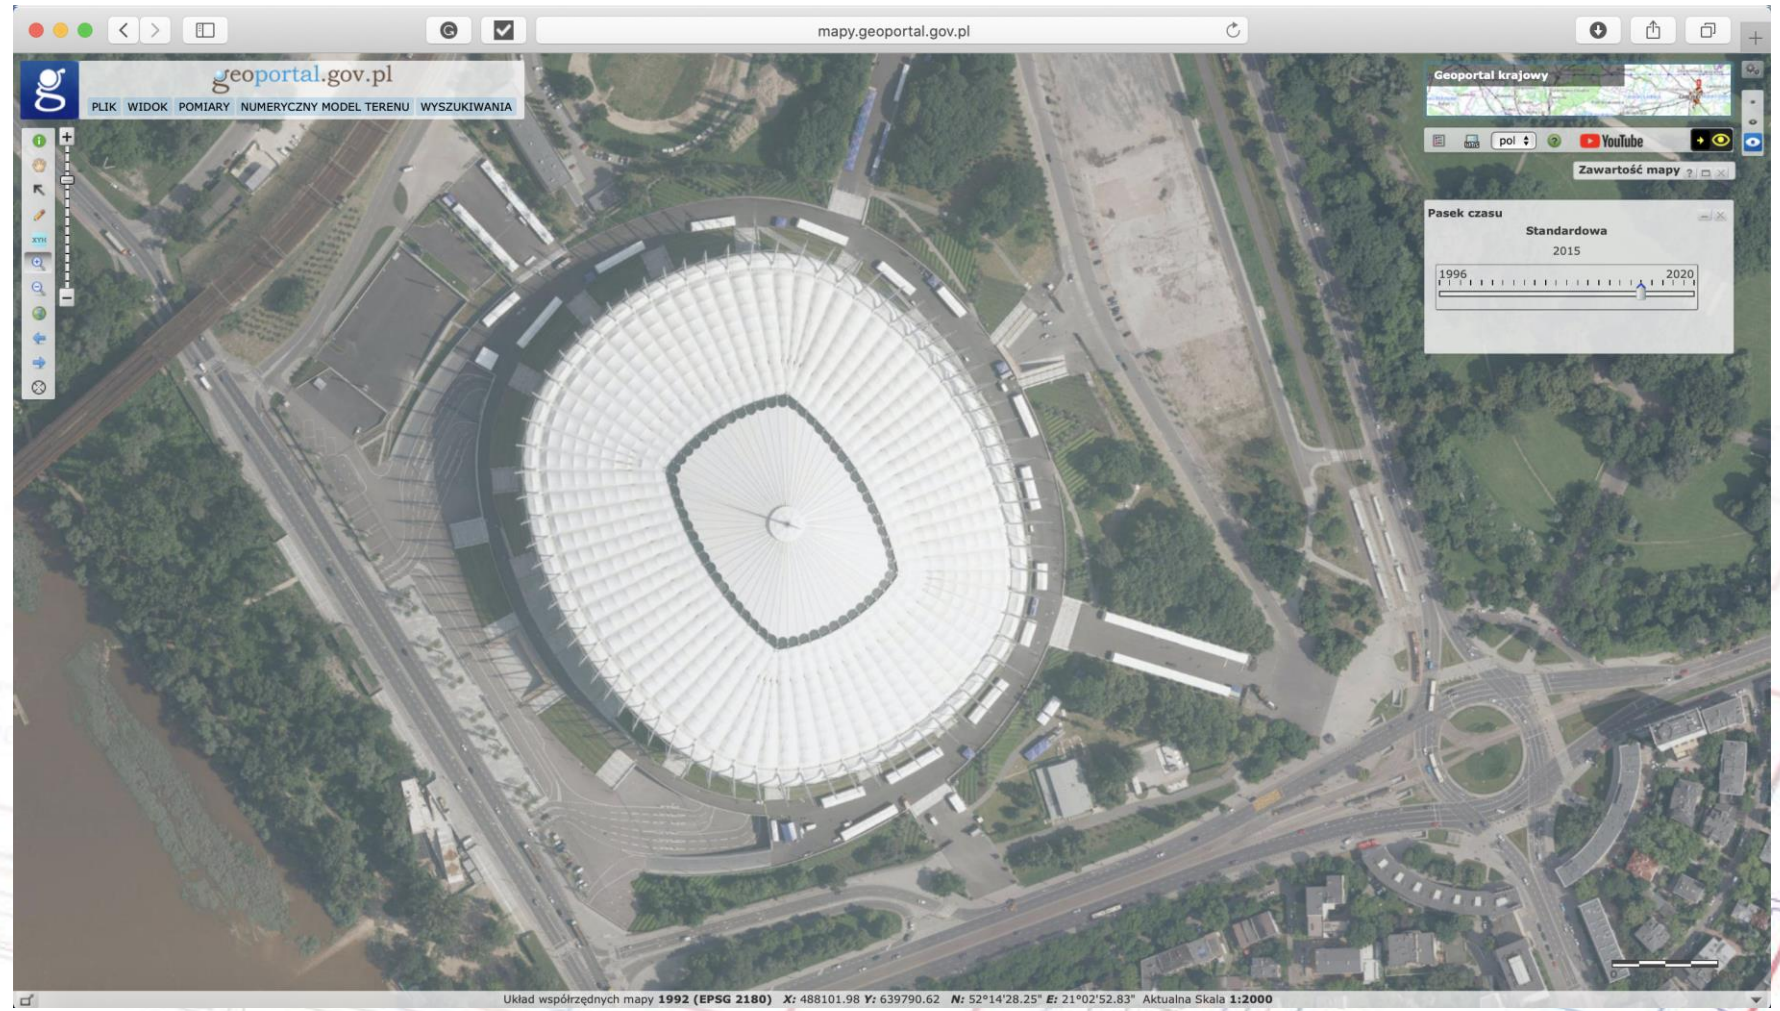 mapy.geoportal.gov.pl
geoportal.gov.pl
PLIK WIDOK POMIARY NUMERYCZNY MODEL TERENU WYSZUKIWANIA
Geoportal krajowy
pol
YouTube
Zawartość mapy
Pasek czasu
Standardowa
2015
1996 2020
Układ współrzędnych mapy 1992 (EPSG 2180) X: 488101.98 Y: 639790.62 N: 52°14'28.25" E: 21°02'52.83" Aktualna Skala 1:2000